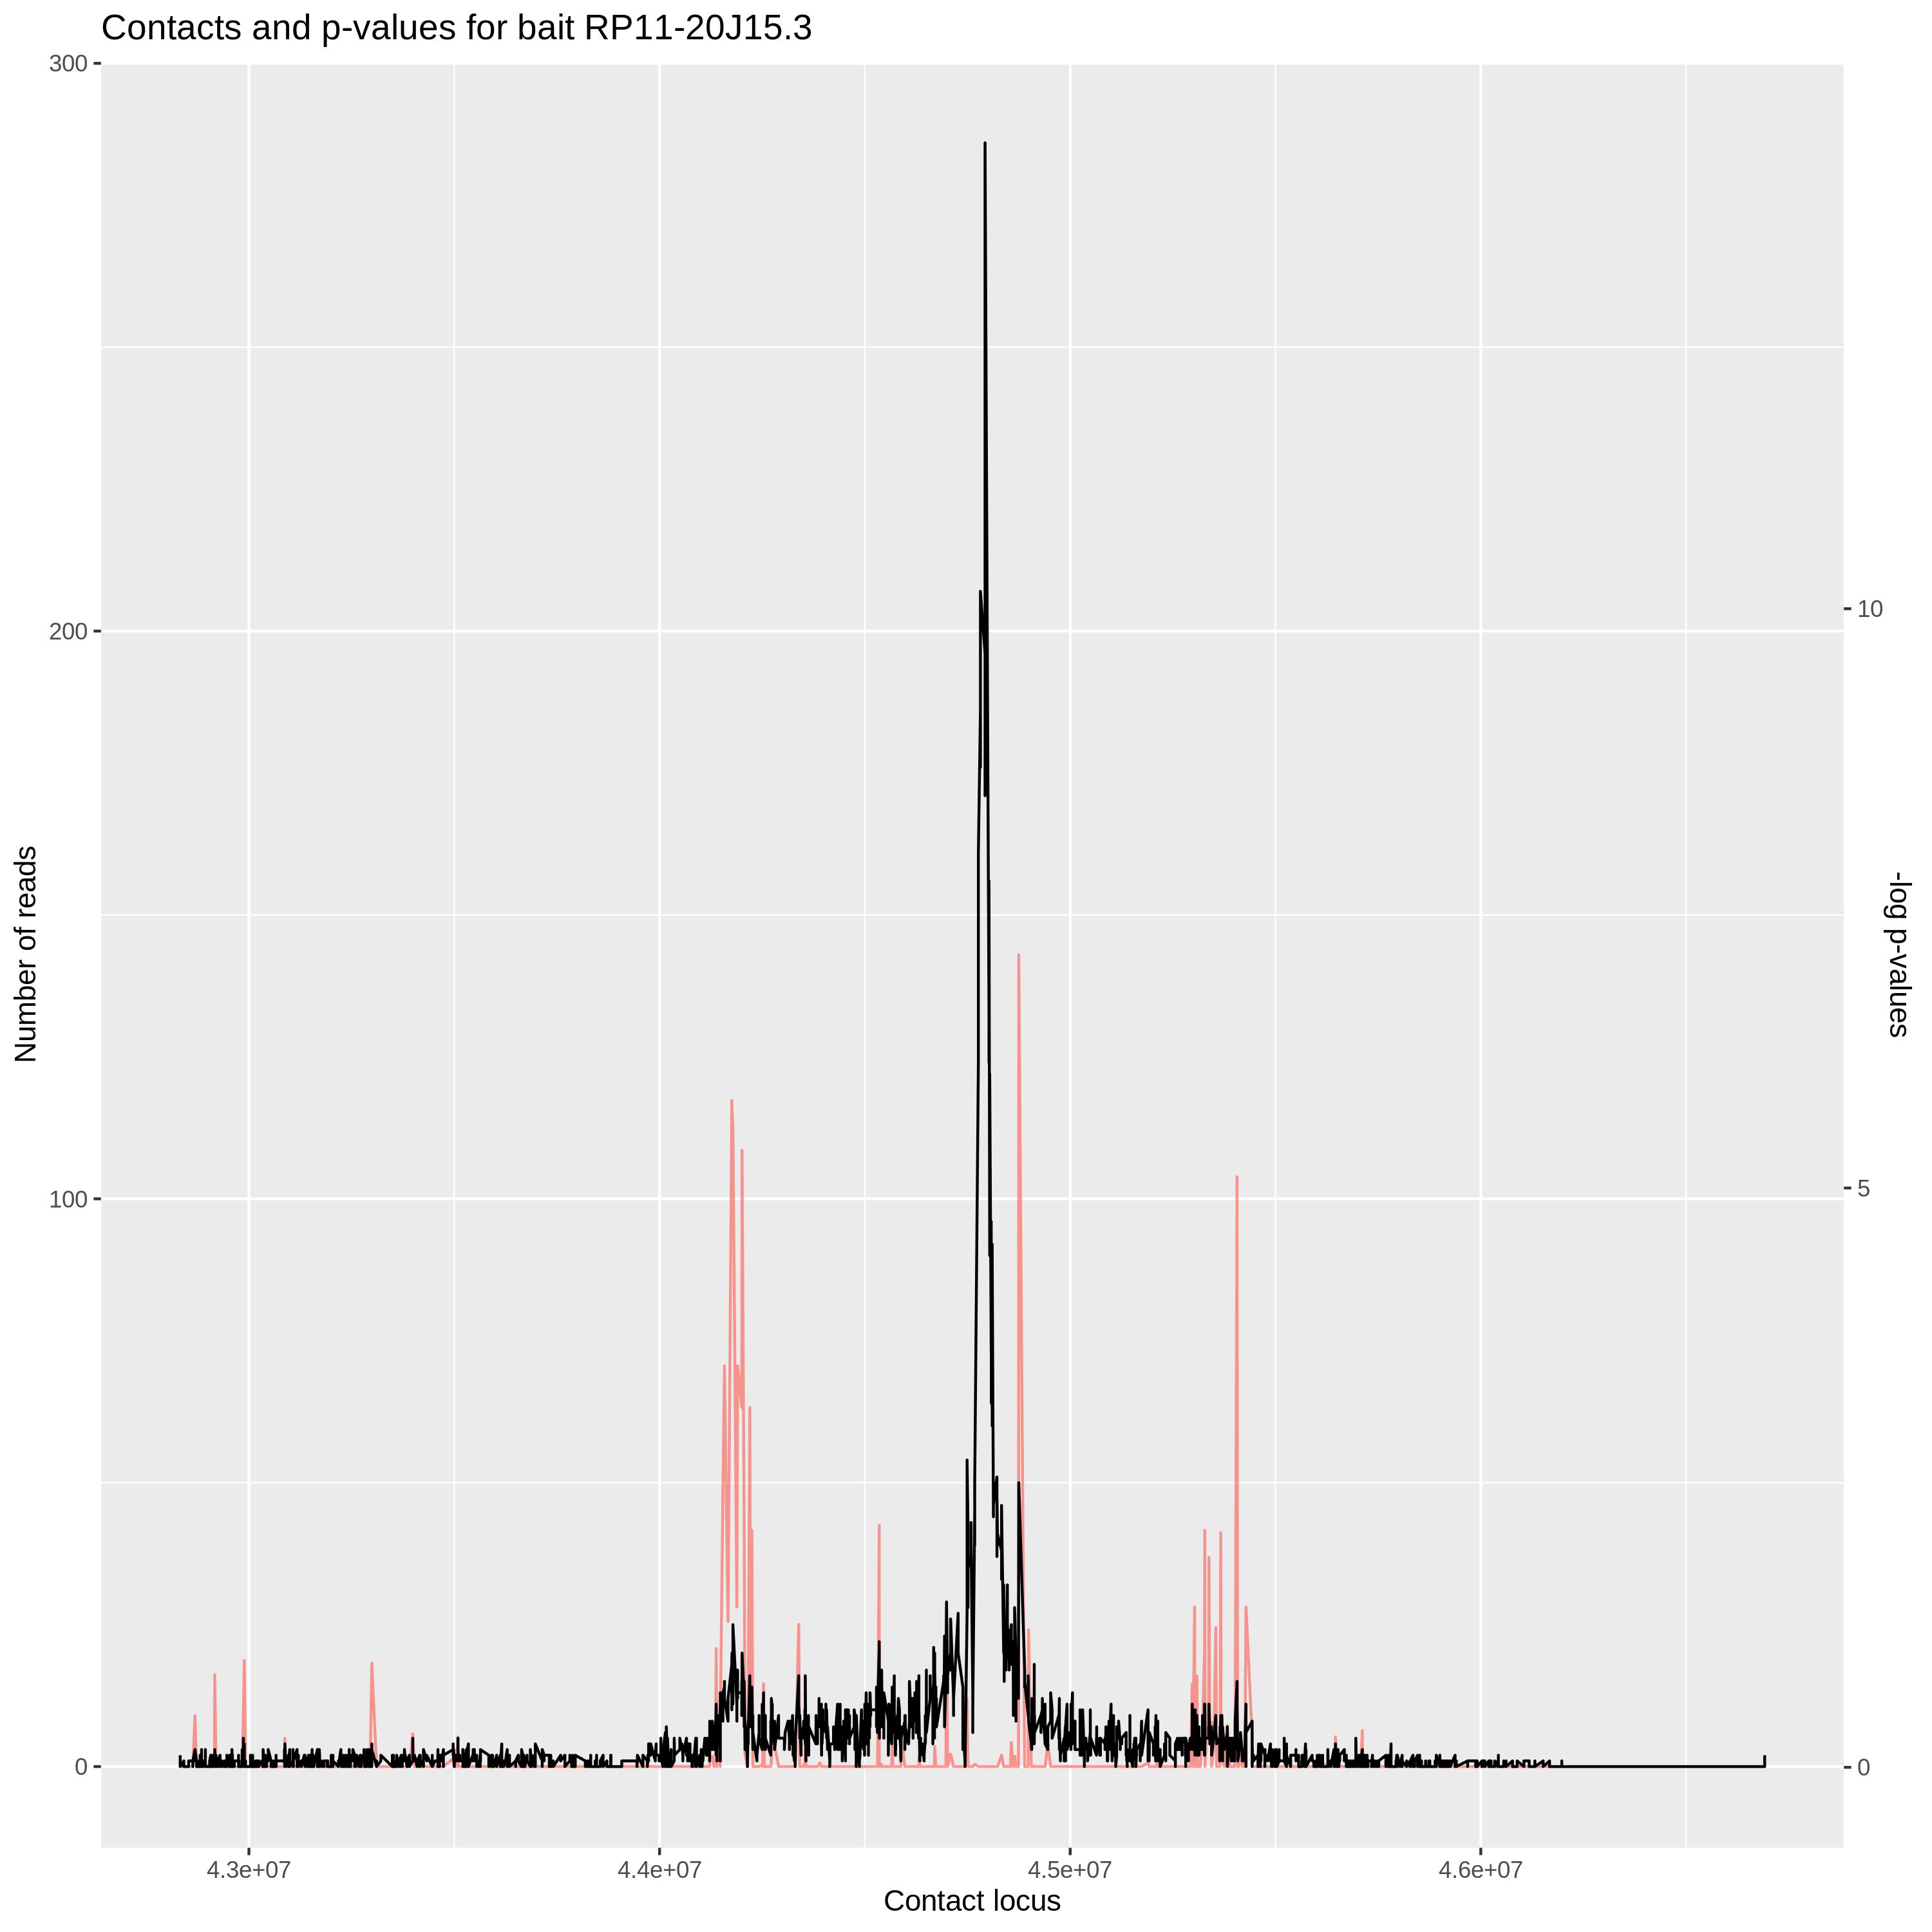 Contacts and p-values for bait RP11-20J15.3
300
200
100
0
Number of reads
10
5
0
-log p-values
4.3e+07
4.4e+07
4.5e+07
4.6e+07
Contact locus